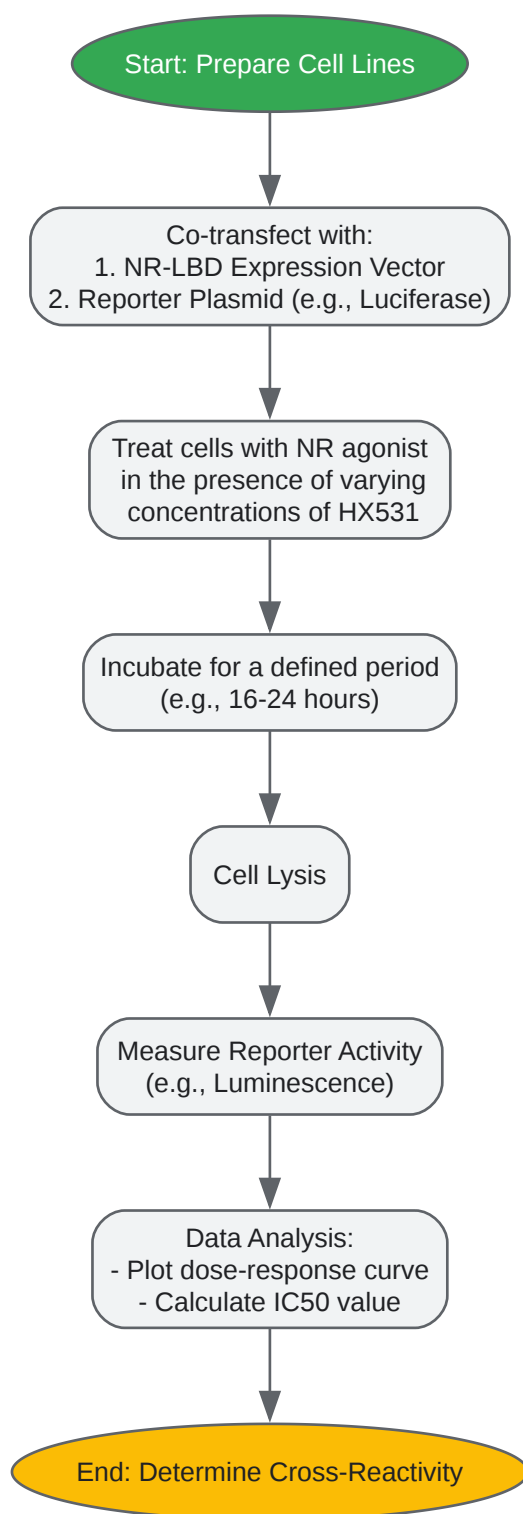 Start: Prepare Cell Lines
Co-transfect with:
1. NR-LBD Expression Vector
2. Reporter Plasmid (e.g., Luciferase)
Treat cells with NR agonist
in the presence of varying
concentrations of HX531
Incubate for a defined period
(e.g., 16-24 hours)
Cell Lysis
Measure Reporter Activity
(e.g., Luminescence)
Data Analysis:
- Plot dose-response curve
- Calculate IC50 value
End: Determine Cross-Reactivity